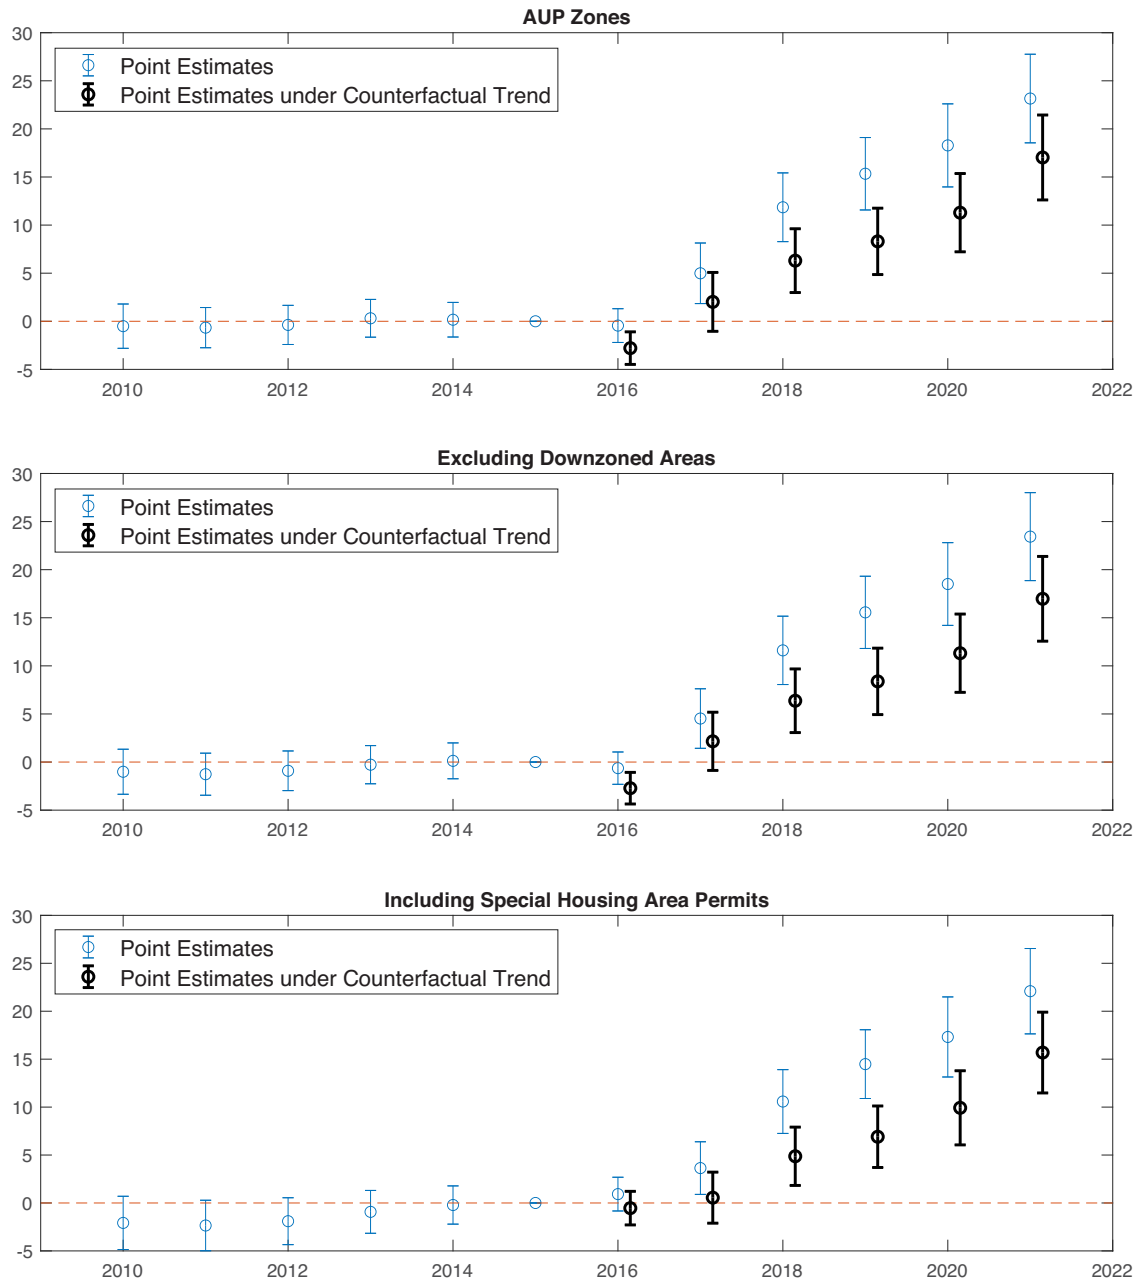 AUP Zones
30
25
20
15
10
5
0
-5
Point Estimates
Point Estimates under Counterfactual Trend
2010 2012 2014 2016 2018 2020 2022
Excluding Downzoned Areas
30
25
20
15
10
5
0
-5
Point Estimates
Point Estimates under Counterfactual Trend
2010 2012 2014 2016 2018 2020 2022
Including Special Housing Area Permits
30
25
20
15
10
5
0
-5
Point Estimates
Point Estimates under Counterfactual Trend
2010 2012 2014 2016 2018 2020 2022